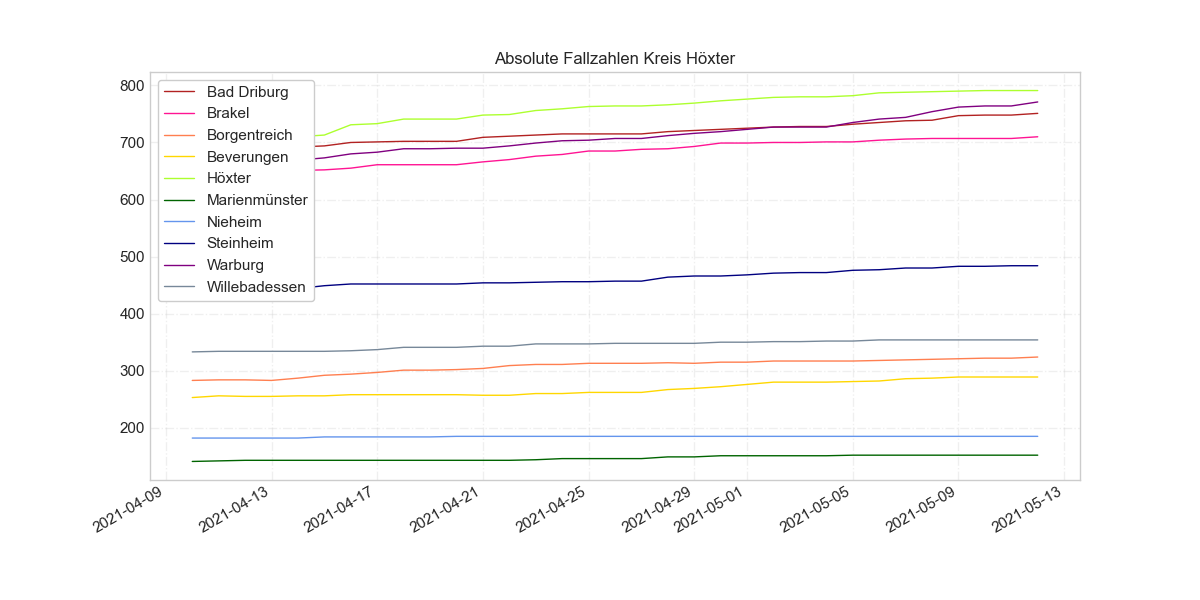 Absolute Fallzahlen Kreis Höxter
800
700
600
500
400
300
200
Bad Driburg
Brakel
Borgentreich
Beverungen
Höxter
Marienmünster
Nieheim
Steinheim
Warburg
Willebadessen
2021-04-09
2021-04-13
2021-04-17
2021-04-21
2021-04-25
2021-04-29
2021-05-01
2021-05-05
2021-05-09
2021-05-13